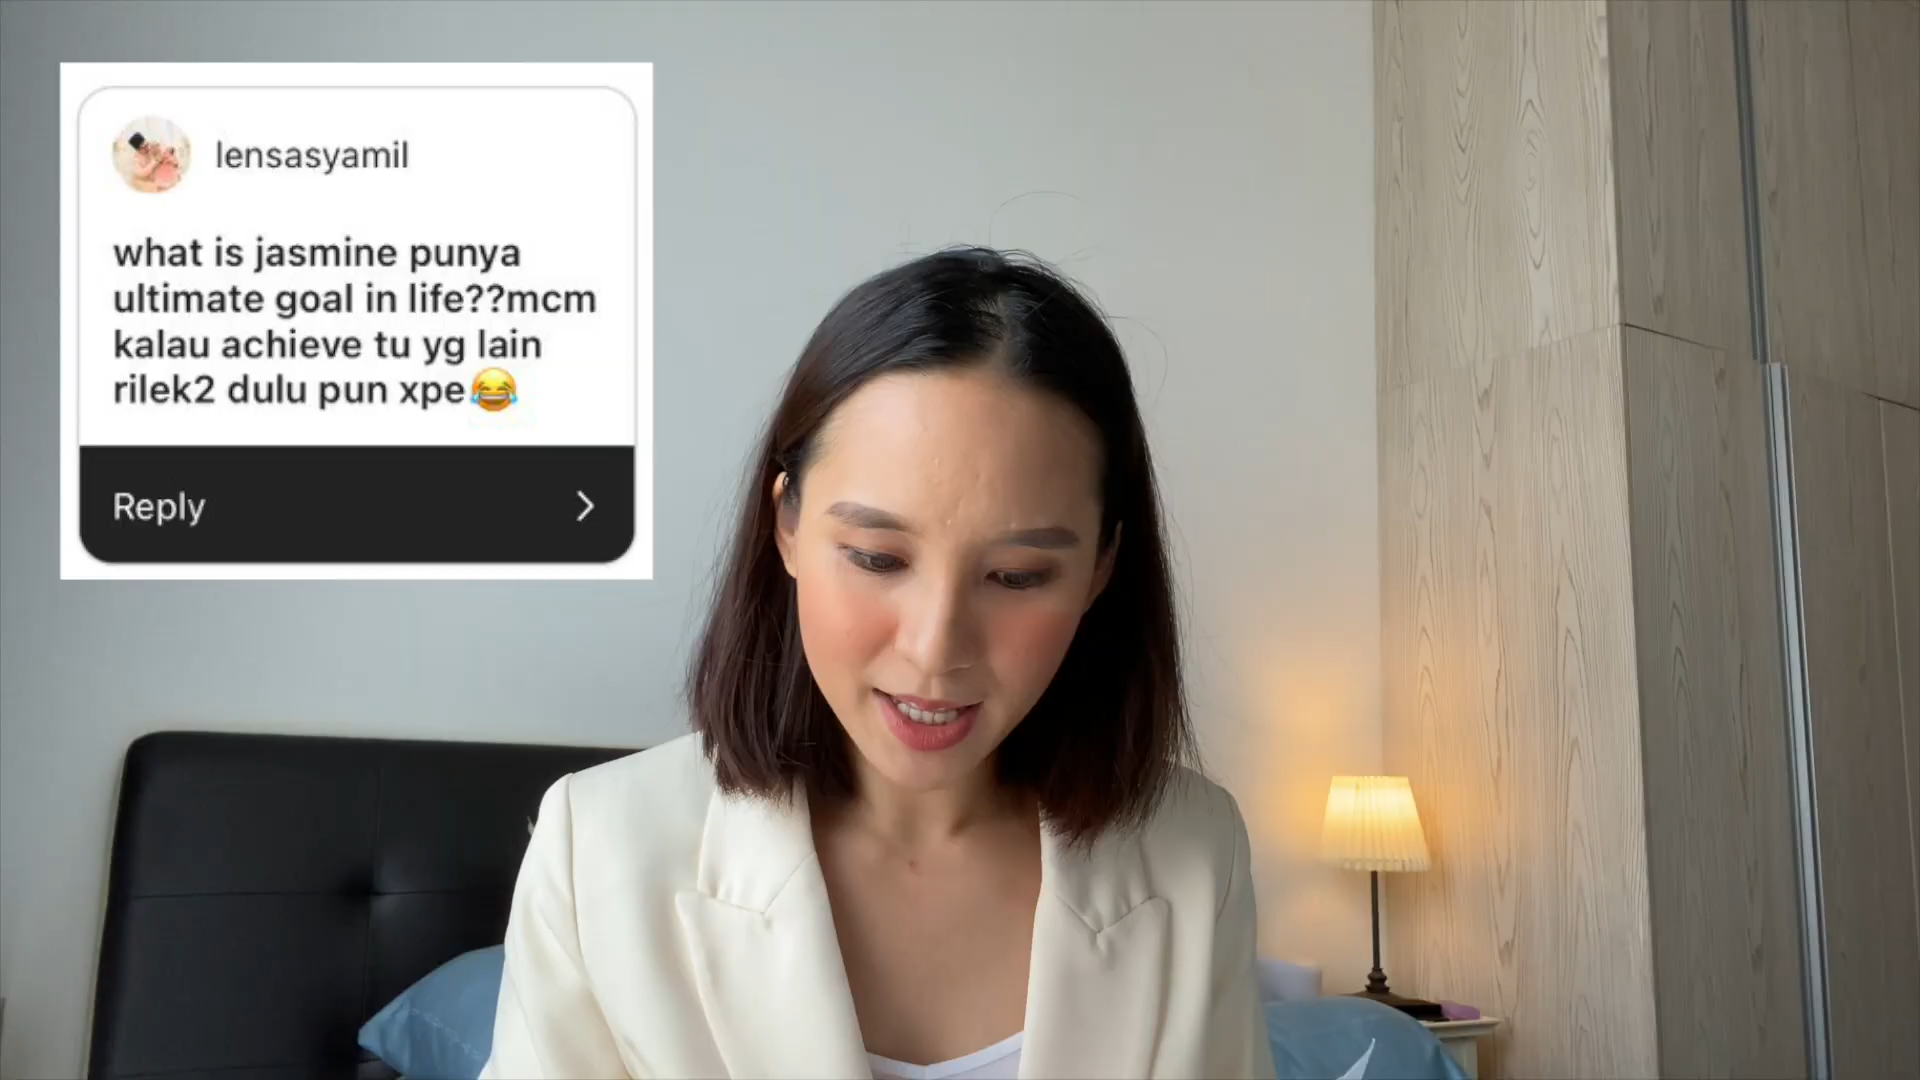 lensasyamil
what is jasmine punya
ultimate goal in life??mcm
kalau achieve tu yg lain
rilek2 dulu pun xpe😂
Reply